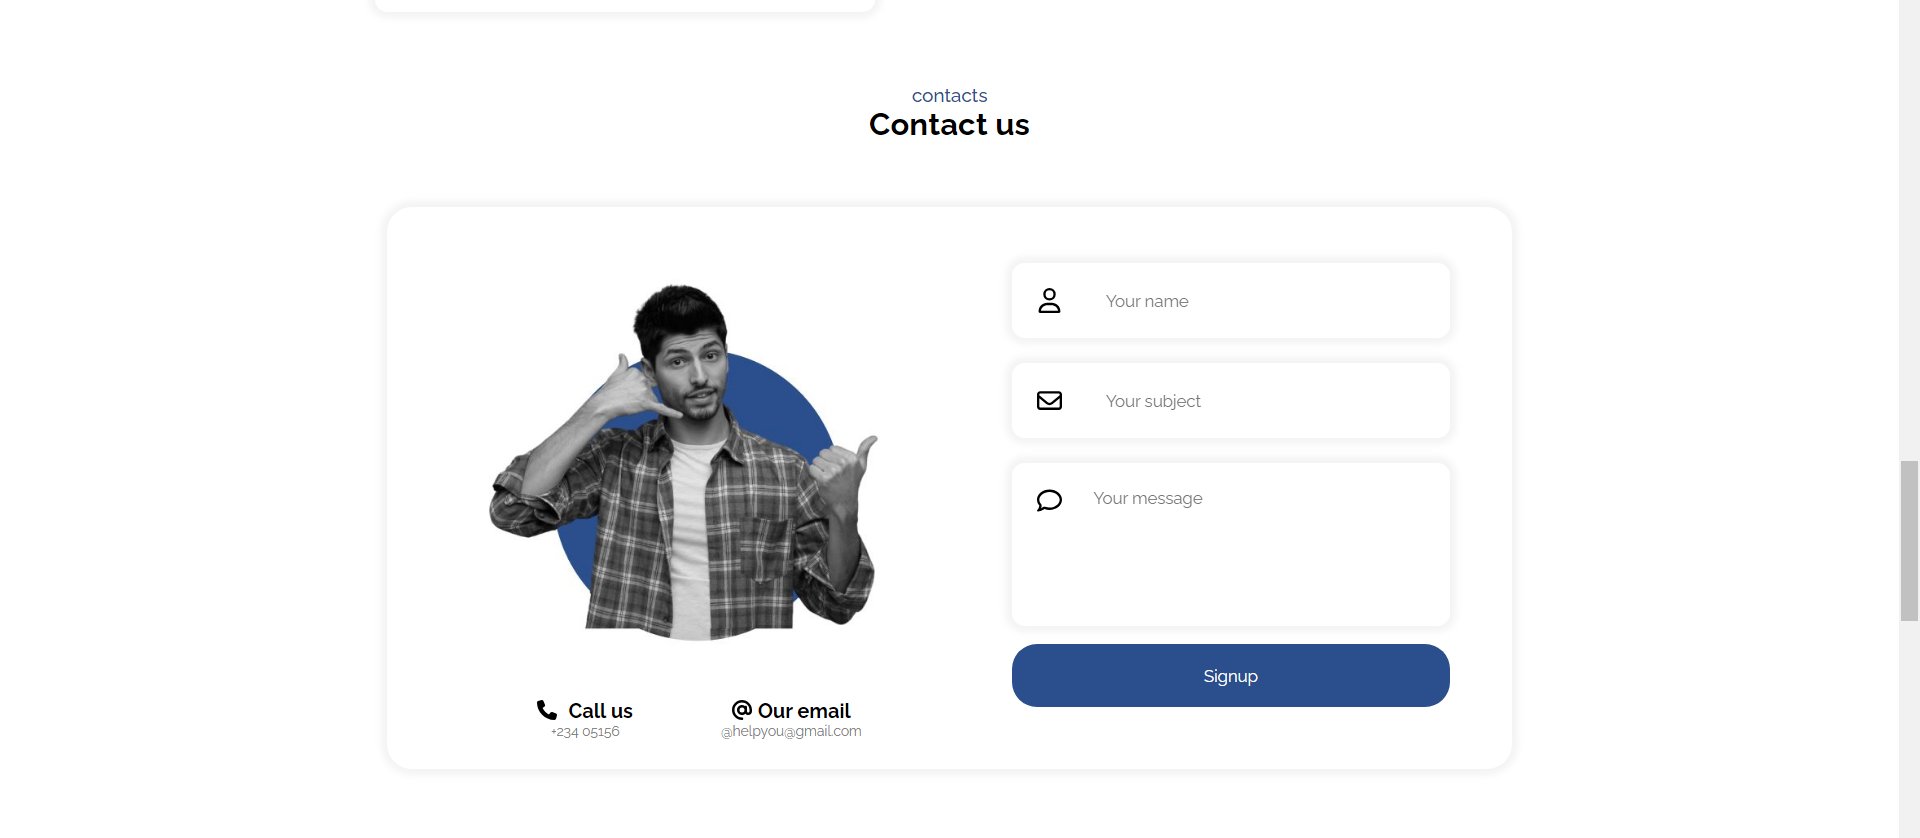 contacts
Contact us
Your name
Your subject
Your message
Signup
Call us
+234 05156
Our email
@helpyou@gmail.com